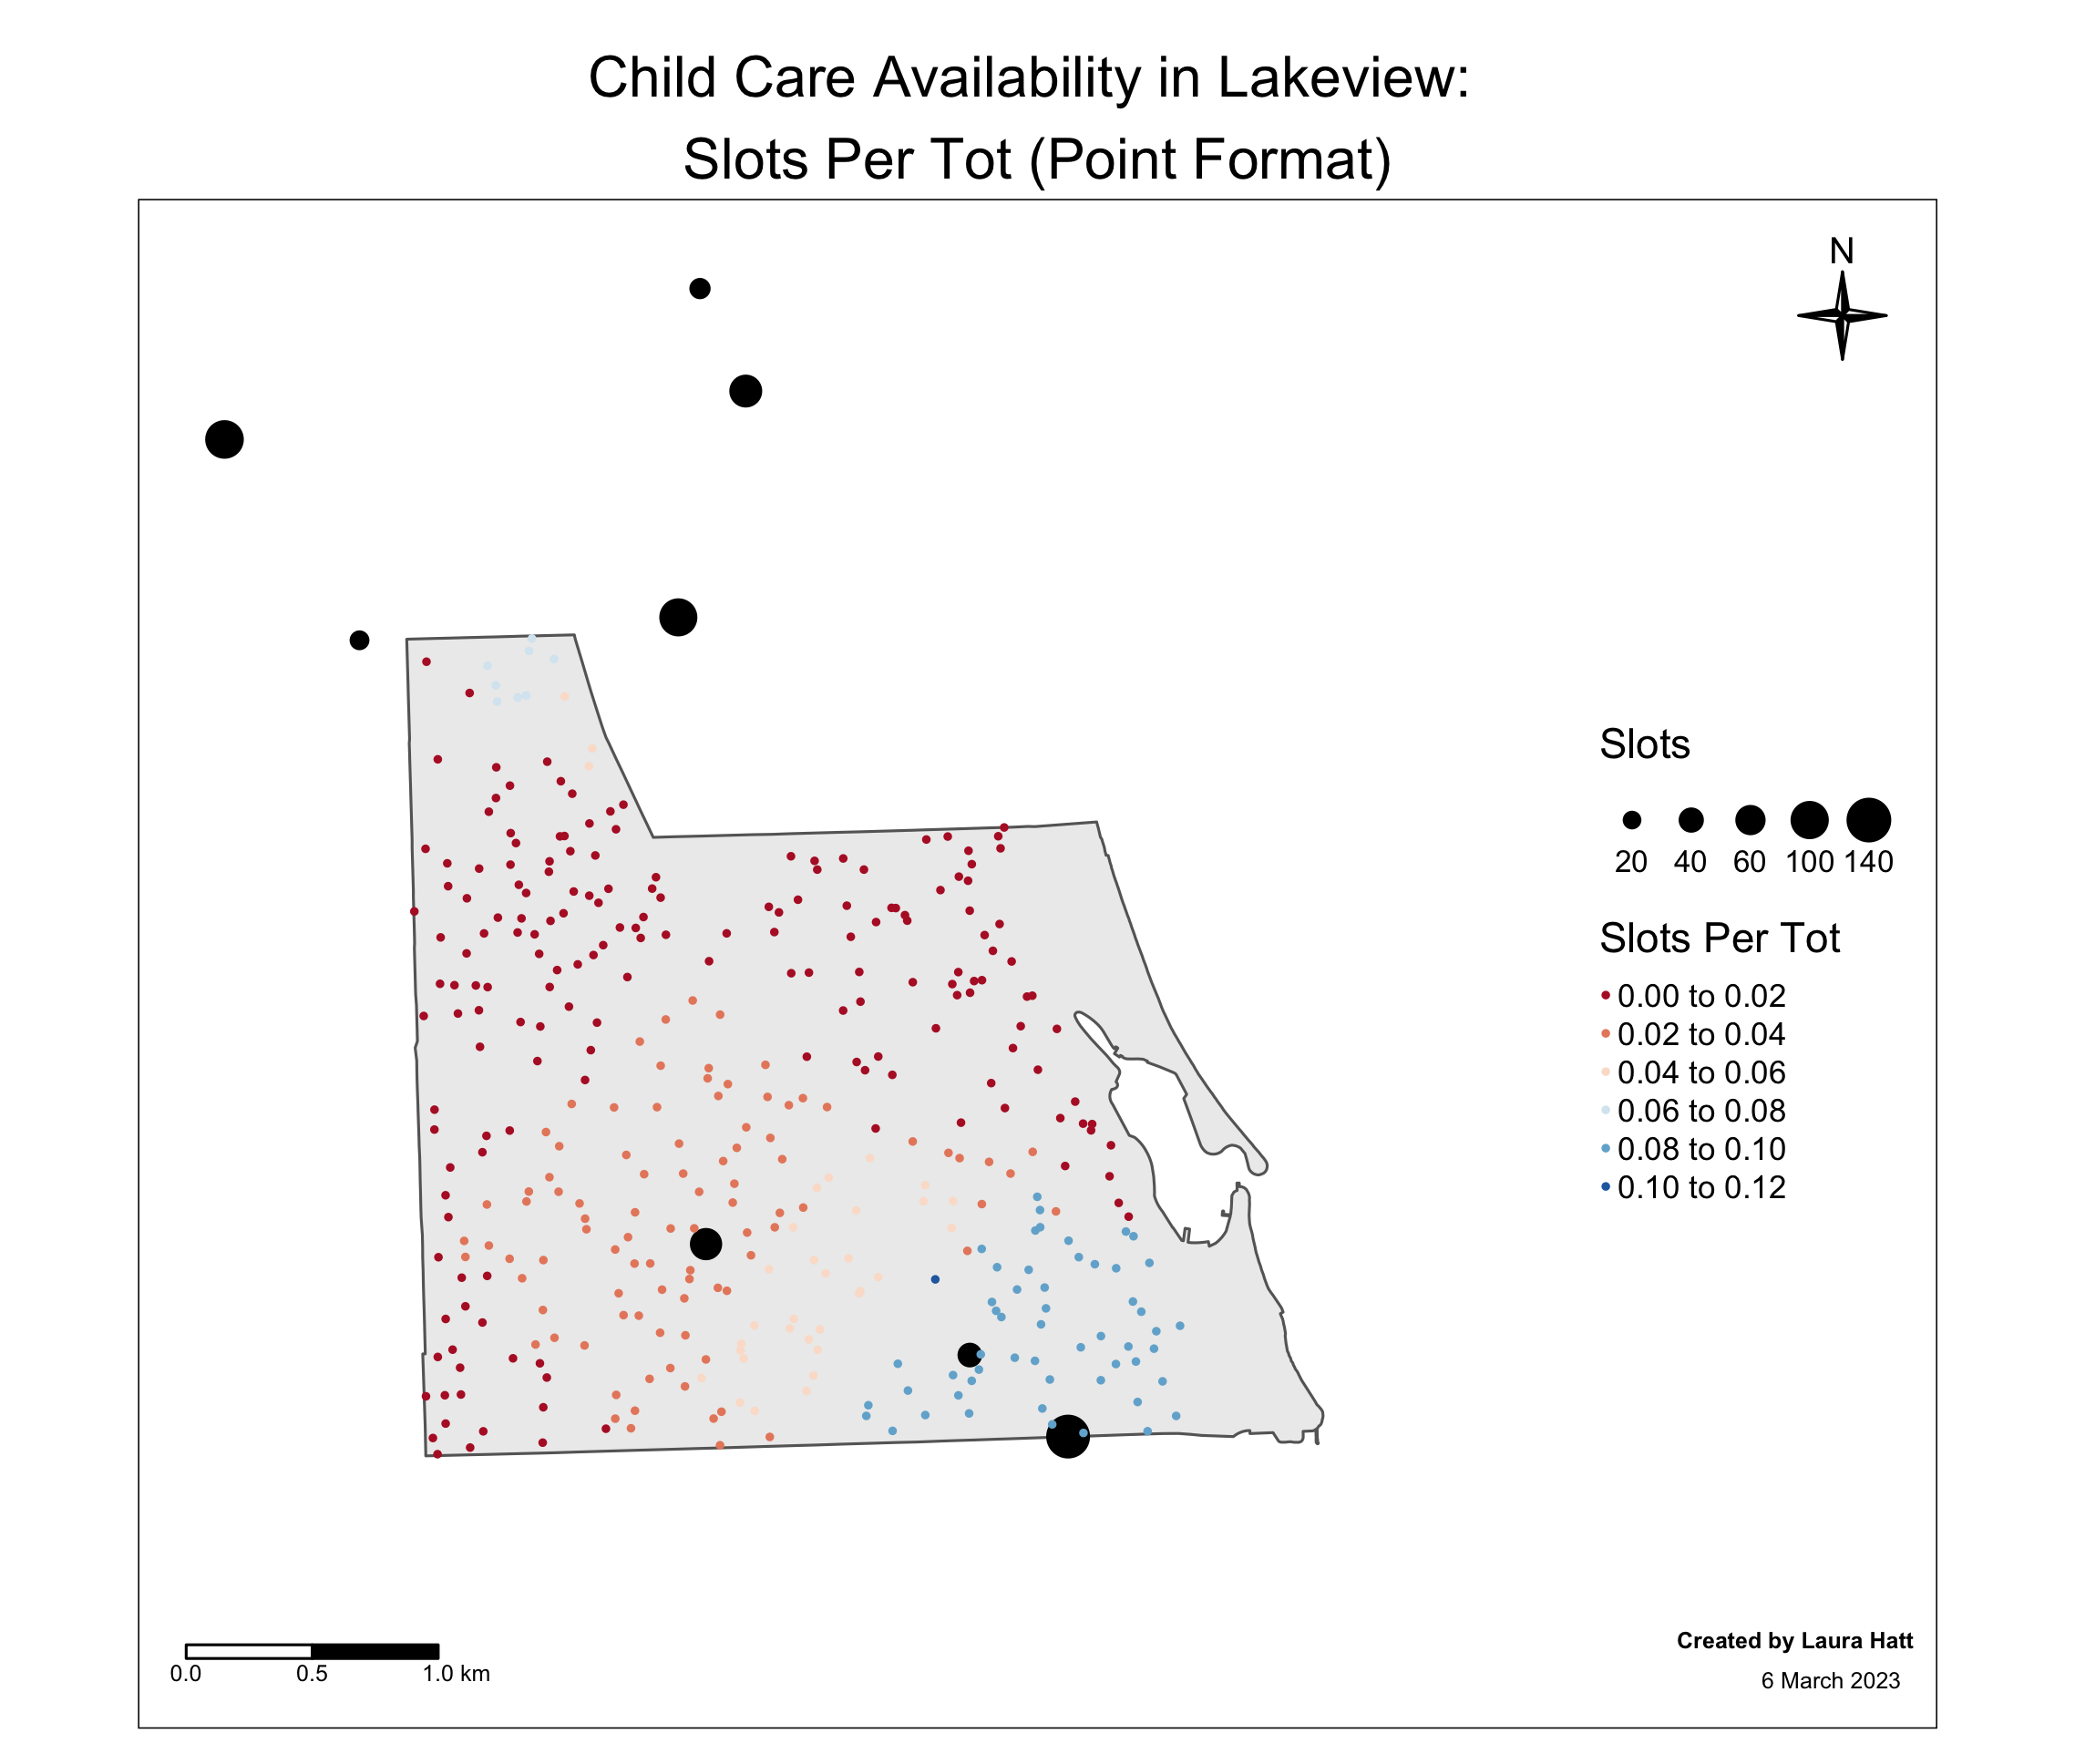 Child Care Availability in Lakeview:
Slots Per Tot (Point Format)
N
Slots
20 40 60 100 140
Slots Per Tot
0.00 to 0.02
0.02 to 0.04
0.04 to 0.06
0.06 to 0.08
0.08 to 0.10
0.10 to 0.12
Created by Laura Hatt
6 March 2023
0.0 0.5 1.0 km